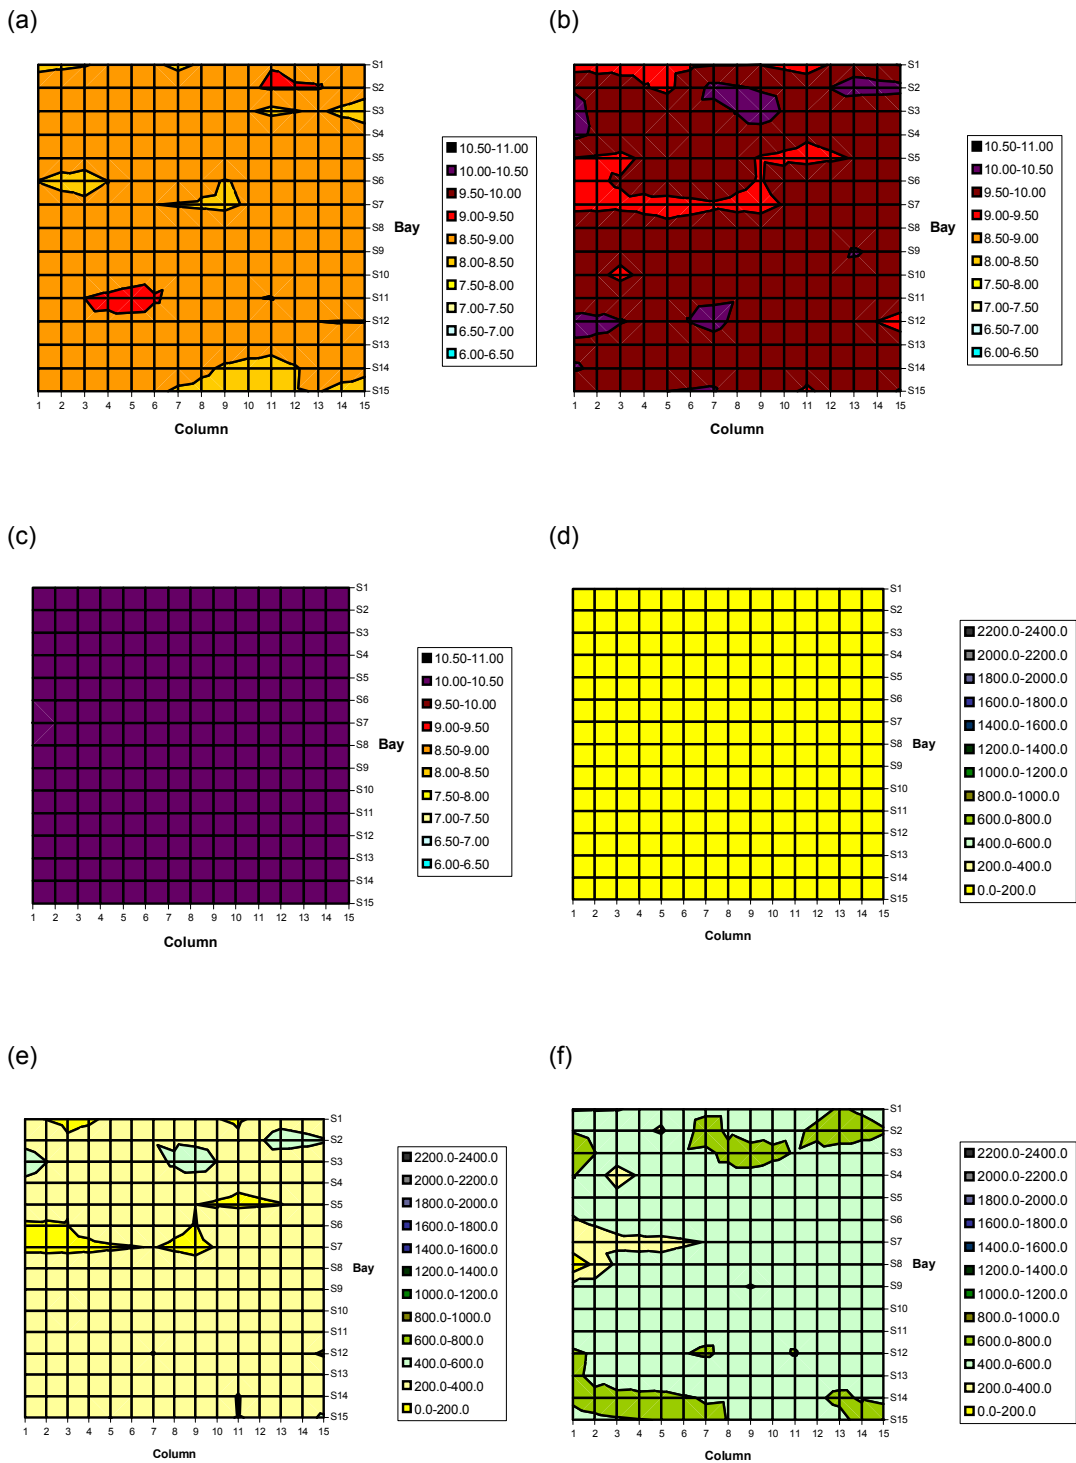 (a)
S1
S2
S3
S4
S5
S6
S7
S8
S9
S10
S11
S12
S13
S14
S15
Bay
1 2 3 4 5 6 7 8 9 10 11 12 13 14 15
Column
10.50-11.00
10.00-10.50
9.50-10.00
9.00-9.50
8.50-9.00
8.00-8.50
7.50-8.00
7.00-7.50
6.50-7.00
6.00-6.50
(b)
S1
S2
S3
S4
S5
S6
S7
S8
S9
S10
S11
S12
S13
S14
S15
Bay
1 2 3 4 5 6 7 8 9 10 11 12 13 14 15
Column
10.50-11.00
10.00-10.50
9.50-10.00
9.00-9.50
8.50-9.00
8.00-8.50
7.50-8.00
7.00-7.50
6.50-7.00
6.00-6.50
(c)
S1
S2
S3
S4
S5
S6
S7
S8
S9
S10
S11
S12
S13
S14
S15
Bay
1 2 3 4 5 6 7 8 9 10 11 12 13 14 15
Column
10.50-11.00
10.00-10.50
9.50-10.00
9.00-9.50
8.50-9.00
8.00-8.50
7.50-8.00
7.00-7.50
6.50-7.00
6.00-6.50
(d)
S1
S2
S3
S4
S5
S6
S7
S8
S9
S10
S11
S12
S13
S14
S15
Bay
1 2 3 4 5 6 7 8 9 10 11 12 13 14 15
Column
2200.0-2400.0
2000.0-2200.0
1800.0-2000.0
1600.0-1800.0
1400.0-1600.0
1200.0-1400.0
1000.0-1200.0
800.0-1000.0
600.0-800.0
400.0-600.0
200.0-400.0
0.0-200.0
(e)
S1
S2
S3
S4
S5
S6
S7
S8
S9
S10
S11
S12
S13
S14
S15
Bay
1 2 3 4 5 6 7 8 9 10 11 12 13 14 15
Column
2200.0-2400.0
2000.0-2200.0
1800.0-2000.0
1600.0-1800.0
1400.0-1600.0
1200.0-1400.0
1000.0-1200.0
800.0-1000.0
600.0-800.0
400.0-600.0
200.0-400.0
0.0-200.0
(f)
S1
S2
S3
S4
S5
S6
S7
S8
S9
S10
S11
S12
S13
S14
S15
Bay
1 2 3 4 5 6 7 8 9 10 11 12 13 14 15
Column
2200.0-2400.0
2000.0-2200.0
1800.0-2000.0
1600.0-1800.0
1400.0-1600.0
1200.0-1400.0
1000.0-1200.0
800.0-1000.0
600.0-800.0
400.0-600.0
200.0-400.0
0.0-200.0